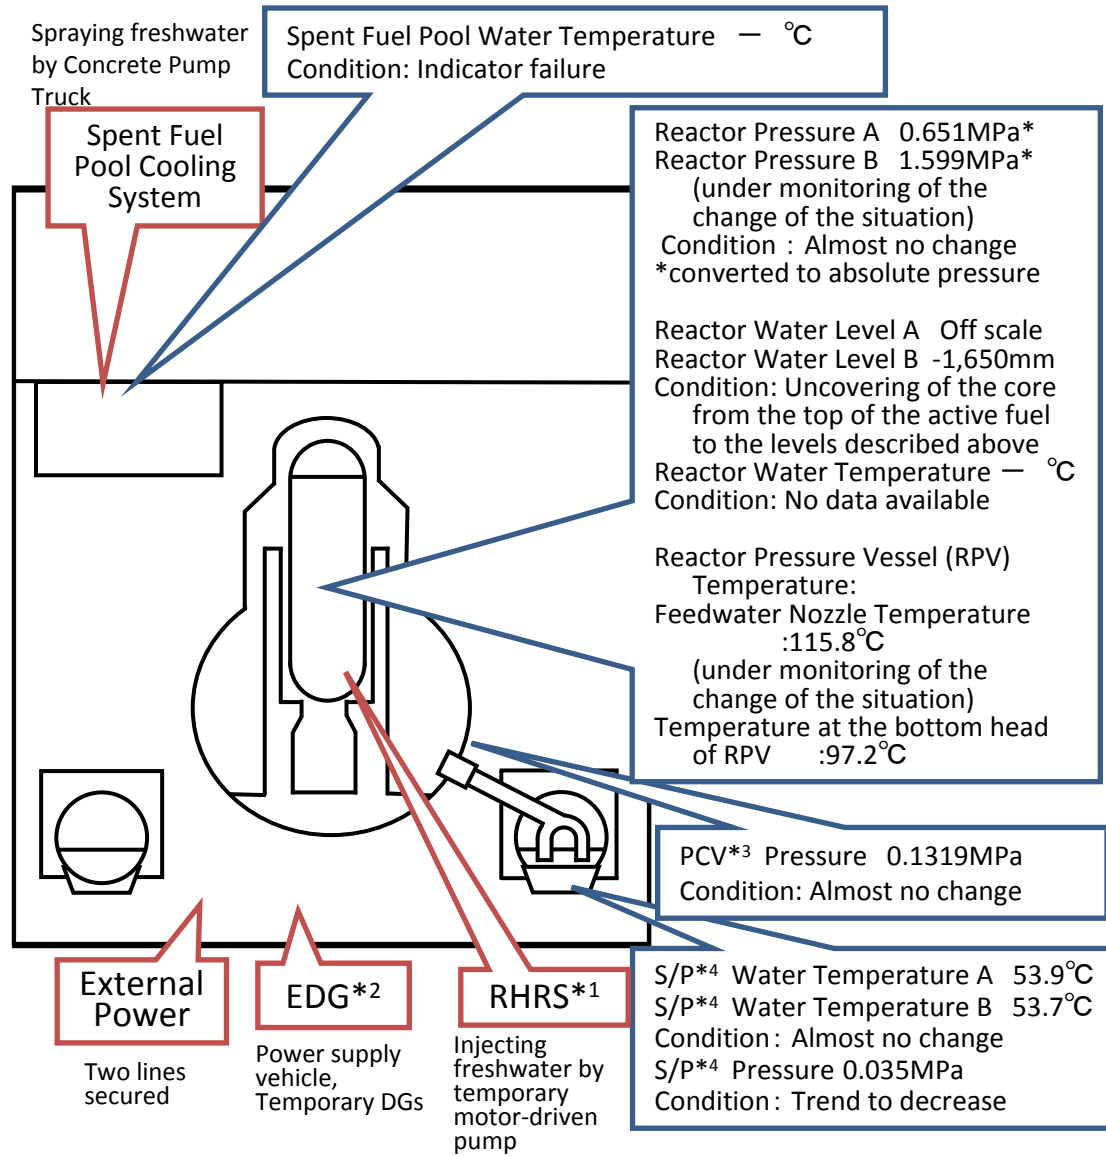 Spraying freshwater
by Concrete Pump
Truck
Spent Fuel
Pool Cooling
System
Spent Fuel Pool Water Temperature － ℃
Condition: Indicator failure
Reactor Pressure A 0.651MPa*
Reactor Pressure B 1.599MPa*
(under monitoring of the
change of the situation)
Condition : Almost no change
*converted to absolute pressure
Reactor Water Level A Off scale
Reactor Water Level B -1,650mm
Condition: Uncovering of the core
from the top of the active fuel
to the levels described above
Reactor Water Temperature － ℃
Condition: No data available
Reactor Pressure Vessel (RPV)
Temperature:
Feedwater Nozzle Temperature
:115.8℃
(under monitoring of the
change of the situation)
Temperature at the bottom head
of RPV :97.2℃
PCV*3 Pressure 0.1319MPa
Condition: Almost no change
S/P*4 Water Temperature A 53.9℃
S/P*4 Water Temperature B 53.7℃
Condition: Almost no change
S/P*4 Pressure 0.035MPa
Condition: Trend to decrease
External
Power
Two lines
secured
EDG*2
Power supply
vehicle,
Temporary DGs
RHRS*1
Injecting
freshwater by
temporary
motor-driven
pump